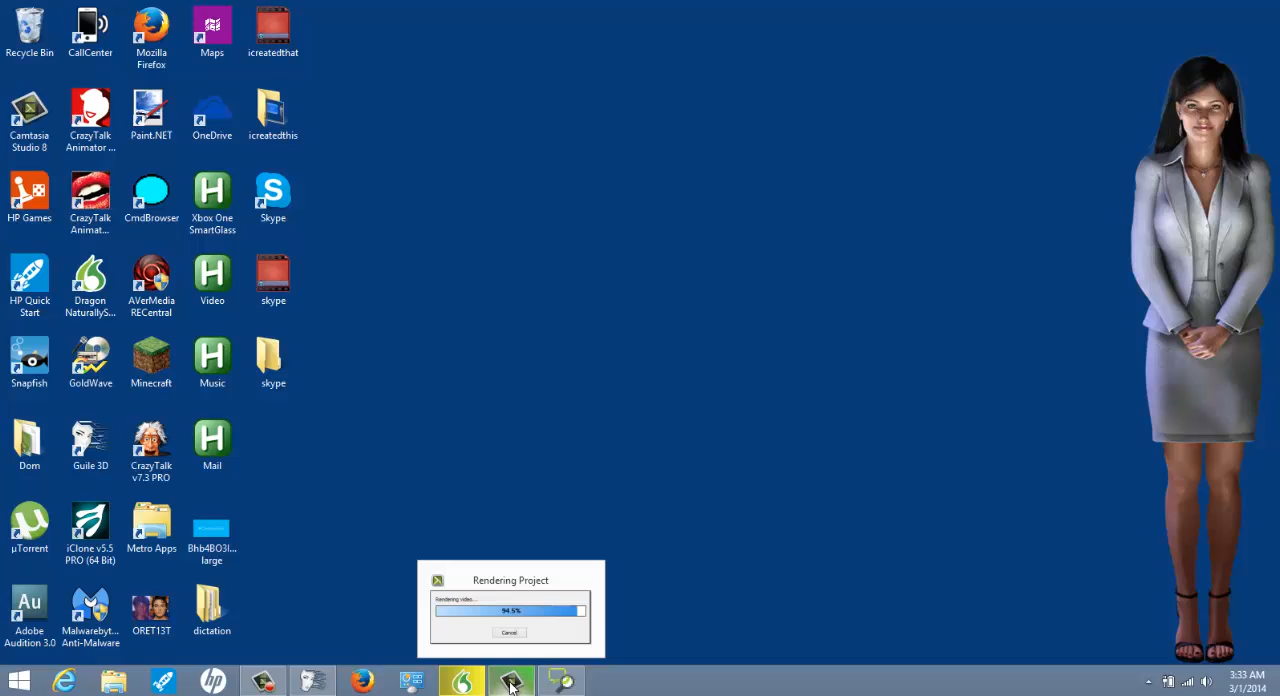 Recycle Bin
CallCenter
Mozilla
Firefox
Maps
icreatedthat
Camtasia
Studio 8
CrazyTalk
Animator ...
Paint.NET
OneDrive
icreatedthis
HP Games
CrazyTalk
Animat...
CmdBrowser
Xbox One
SmartGlass
Skype
HP Quick
Start
Dragon
NaturallyS...
AVerMedia
RECentral
Video
skype
Snapfish
GoldWave
Minecraft
Music
skype
Dom
Guile 3D
CrazyTalk
v7.3 PRO
Mail
µTorrent
iClone v5.5
PRO (64 Bit)
Metro Apps
Bhb4BO3I...
large
Au
Adobe
Audition 3.0
Malwarebyt...
Anti-Malware
ORET13T
dictation
Rendering Project
Rendering video...
94.5%
Cancel
3:33 AM
3/1/2014